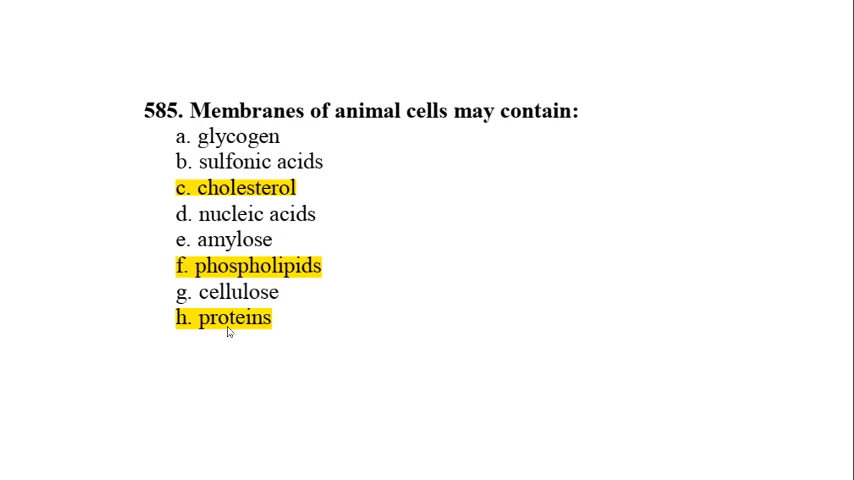 585. Membranes of animal cells may contain:
a. glycogen
b. sulfonic acids
c. cholesterol
d. nucleic acids
e. amylose
f. phospholipids
g. cellulose
h. proteins